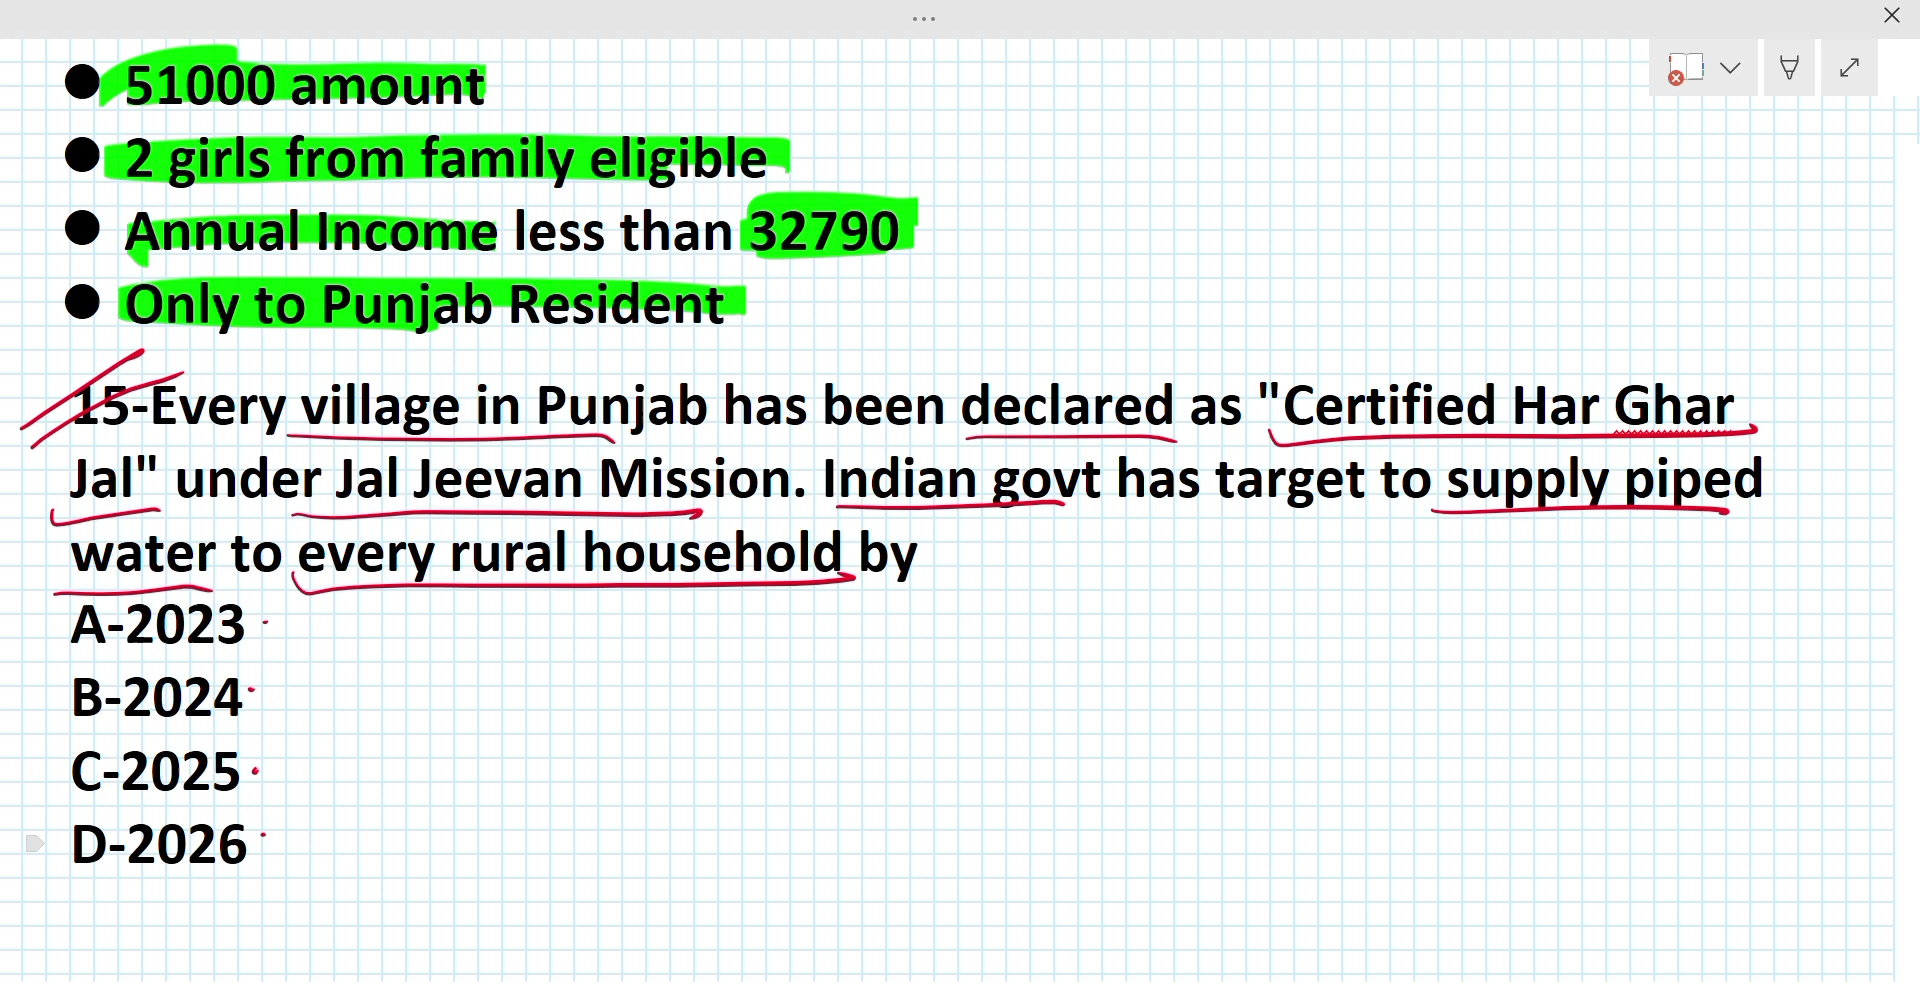 ● 51000 amount
● 2 girls from family eligible
● Annual Income less than 32790
● Only to Punjab Resident
15-Every village in Punjab has been declared as "Certified Har Ghar
Jal" under Jal Jeevan Mission. Indian govt has target to supply piped
water to every rural household by
A-2023
B-2024
C-2025
D-2026